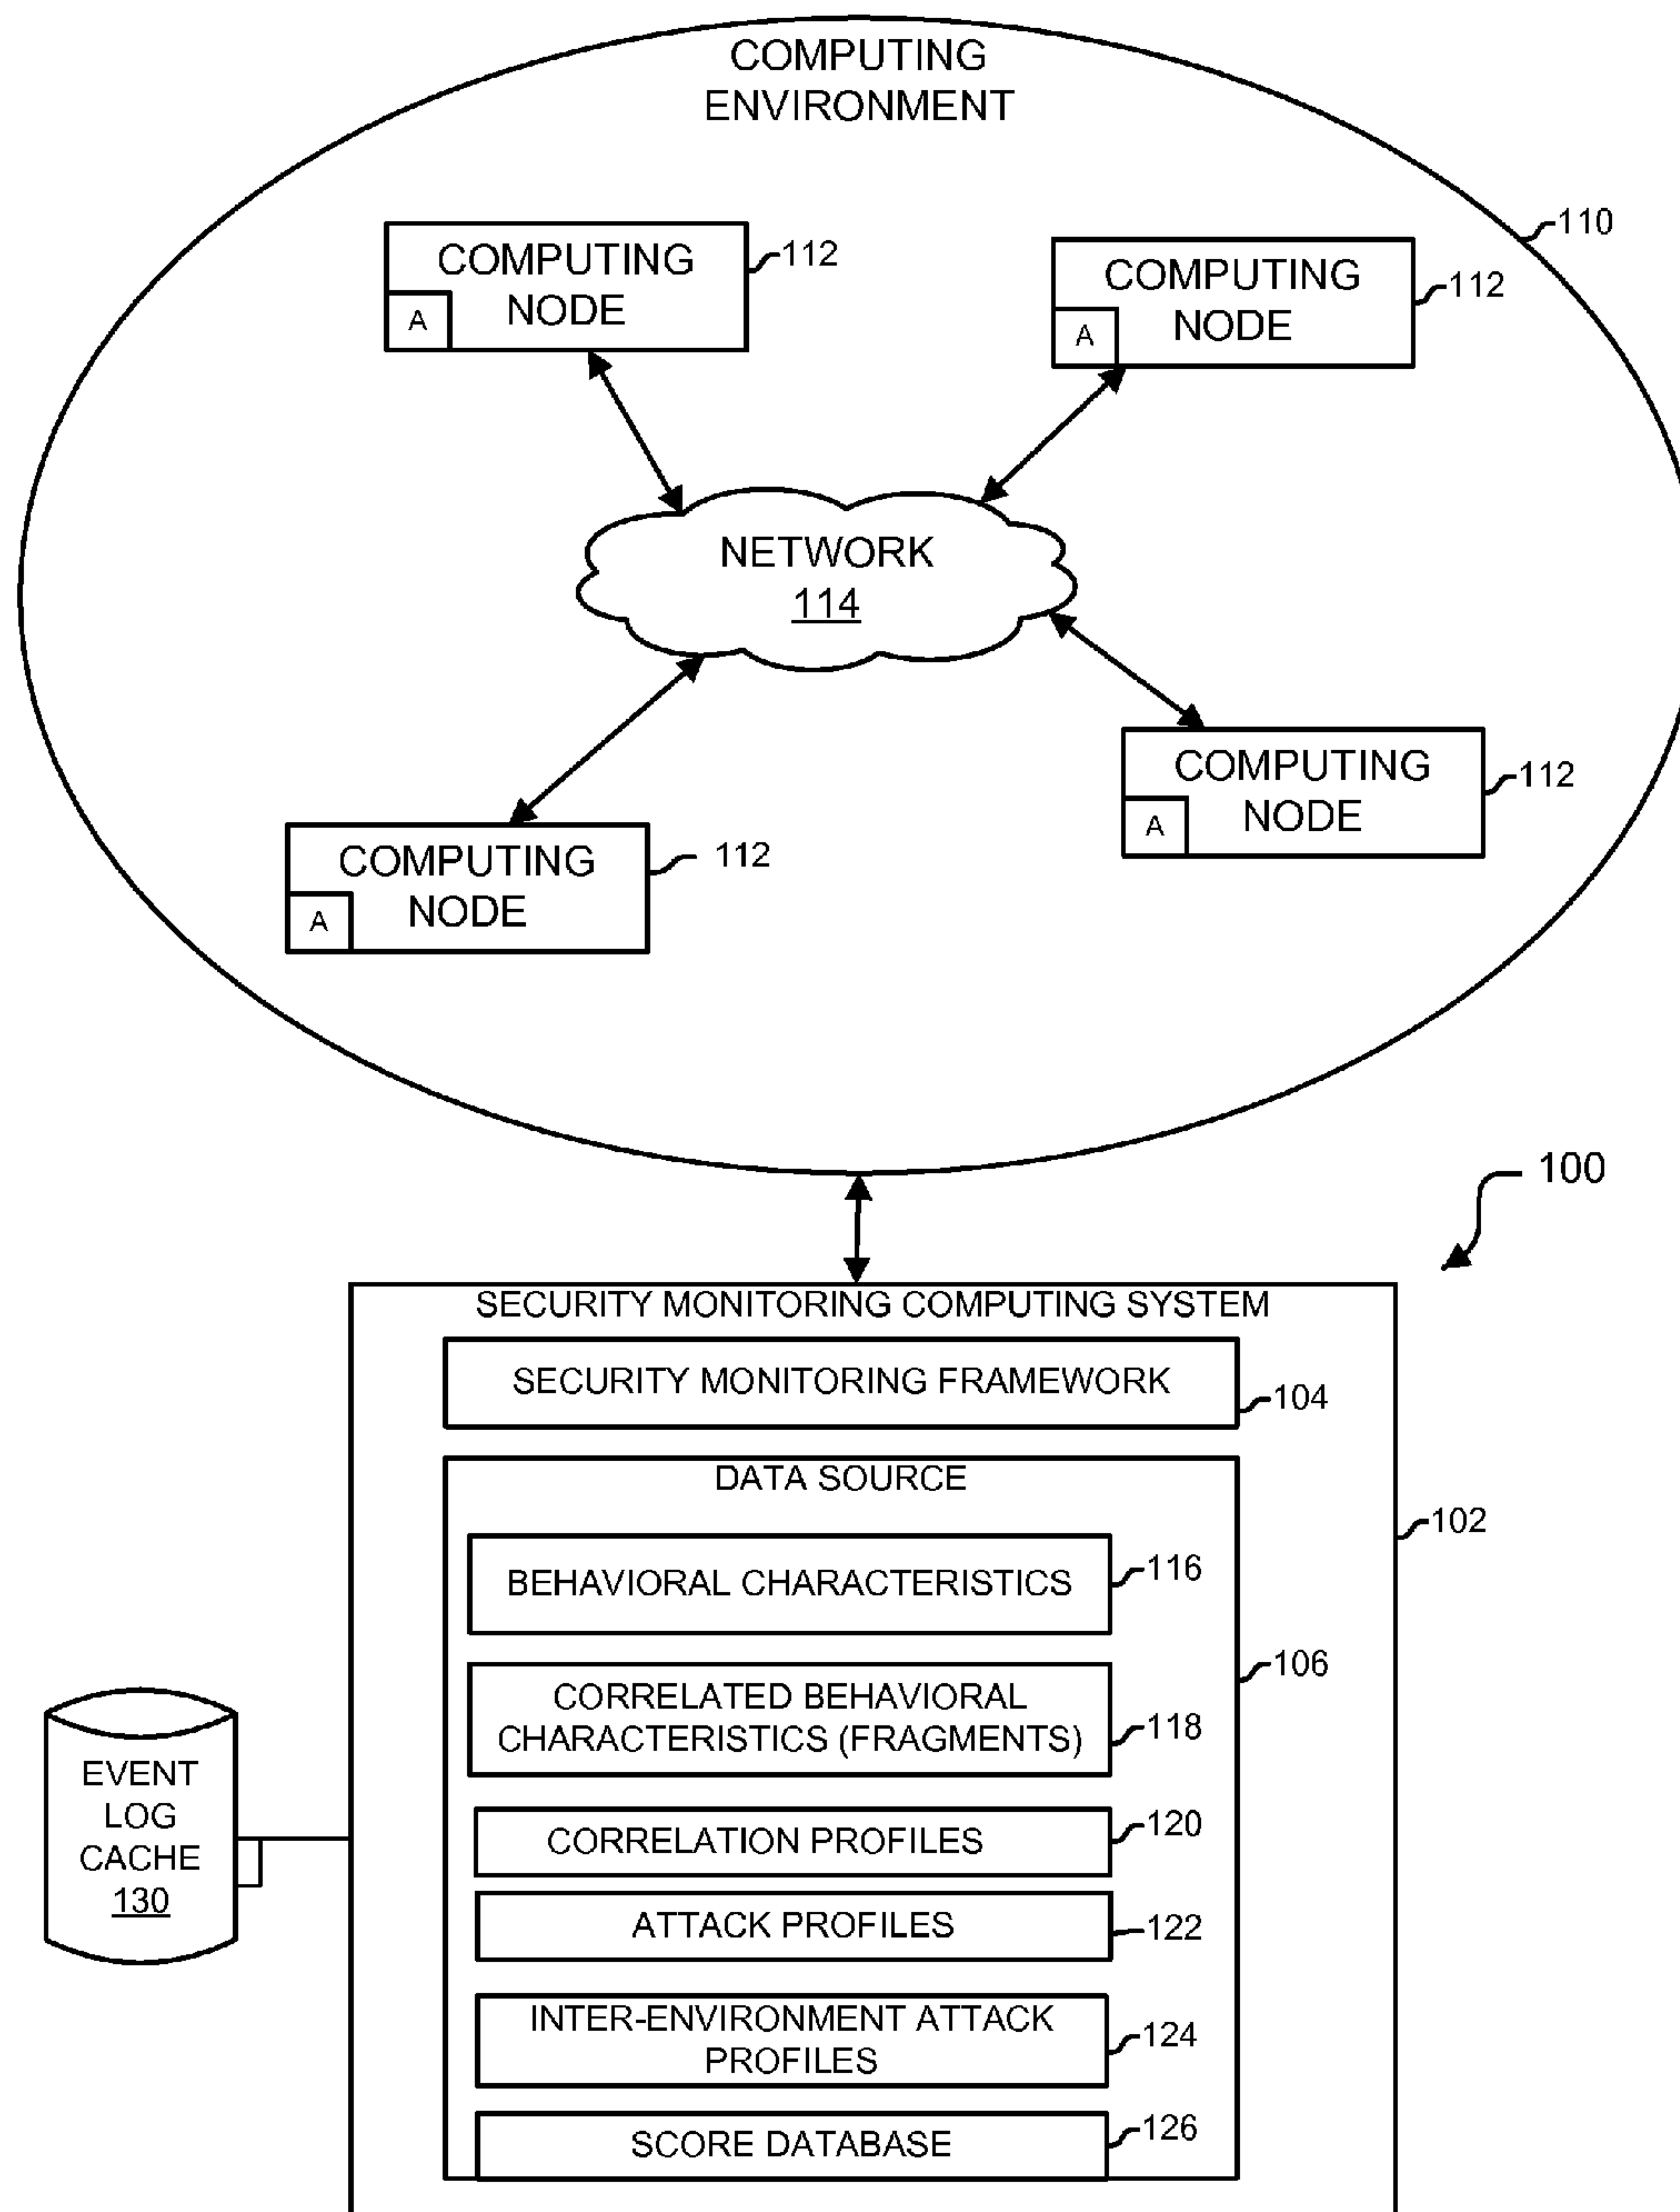 COMPUTING
ENVIRONMENT
110
COMPUTING
NODE
A
112
COMPUTING
NODE
A
112
NETWORK
114
COMPUTING
NODE
A
112
COMPUTING
NODE
A
112
100
SECURITY MONITORING COMPUTING SYSTEM
SECURITY MONITORING FRAMEWORK
104
DATA SOURCE
102
BEHAVIORAL CHARACTERISTICS
116
106
CORRELATED BEHAVIORAL
CHARACTERISTICS (FRAGMENTS)
118
EVENT
LOG
CACHE
130
CORRELATION PROFILES
120
ATTACK PROFILES
122
INTER-ENVIRONMENT ATTACK
PROFILES
124
SCORE DATABASE
126